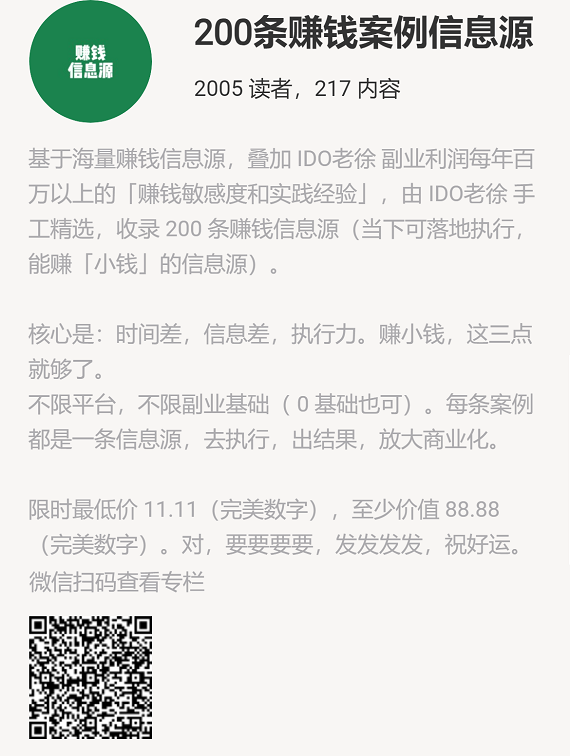 赚钱
信息源
200条赚钱案例信息源
2005 读者，217 内容
基于海量赚钱信息源，叠加 IDO老徐 副业利润每年百
万以上的「赚钱敏感度和实践经验」，由 IDO老徐 手
工精选，收录 200 条赚钱信息源（当下可落地执行，
能赚「小钱」的信息源）。
核心是：时间差，信息差，执行力。赚小钱，这三点
就够了。
不限平台，不限副业基础（ 0 基础也可）。每条案例
都是一条信息源，去执行，出结果，放大商业化。
限时最低价 11.11（完美数字），至少价值 88.88
（完美数字）。对，要要要要，发发发发，祝好运。
微信扫码查看专栏